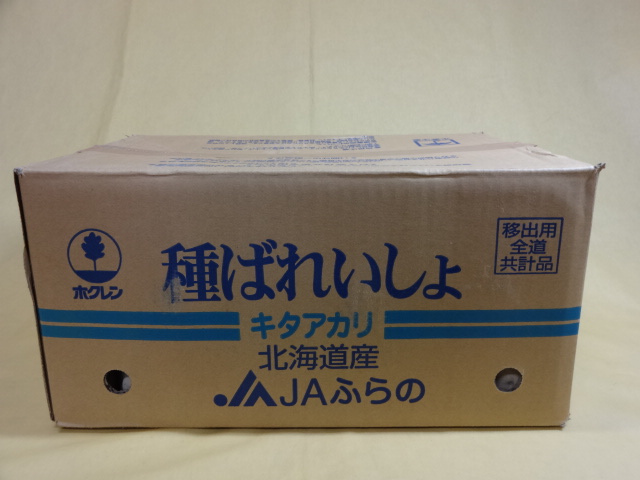 ホクレン
種ばれいしょ
移出用
全道
共計品
キタアカリ
北海道産
JAふらの